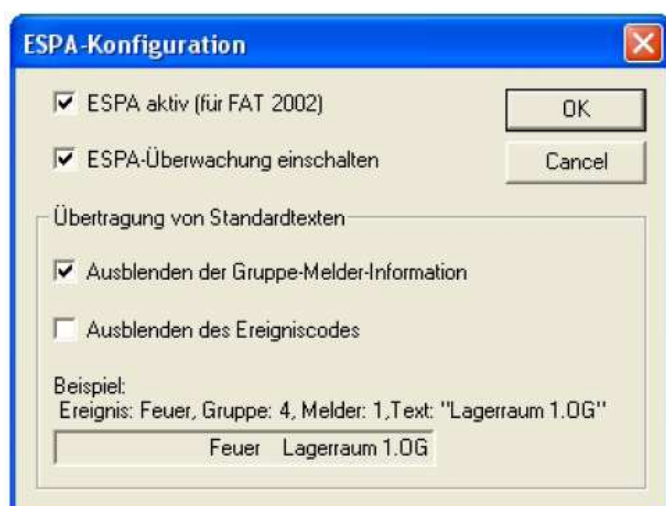 ESPA-Konfiguration
ESPA aktiv (für FAT 2002)
OK
ESPA-Überwachung einschalten
Cancel
Übertragung von Standardtexten
Ausblenden der Gruppe-Melder-Information
Ausblenden des Ereigniscodes
Beispiel:
Ereignis: Feuer, Gruppe: 4, Melder: 1,Text: "Lagerraum 1.OG"
Feuer Lagerraum 1.OG